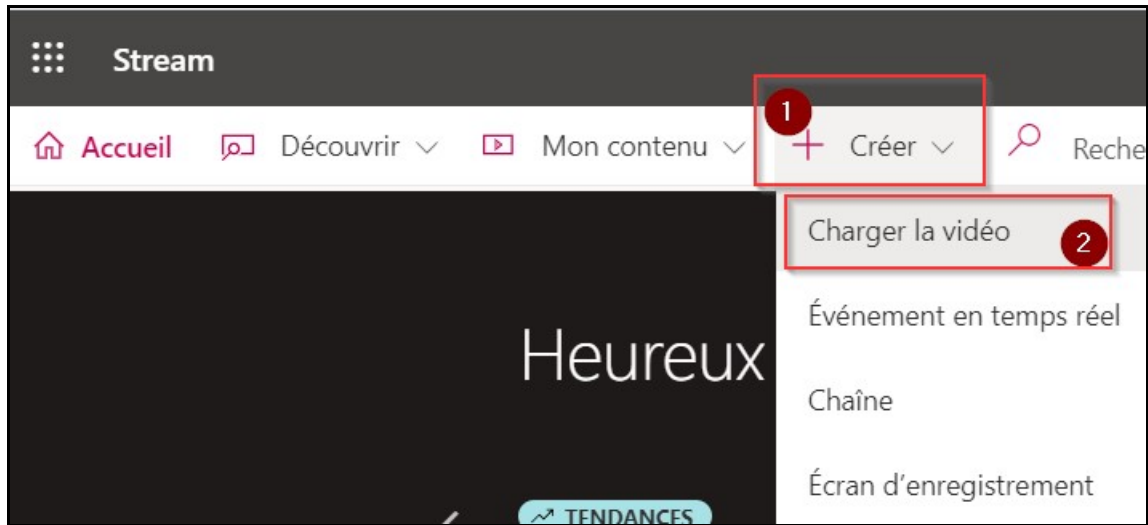 Stream
1
Accueil Découvrir Mon contenu Créer Reche
Charger la vidéo 2
Événement en temps réel
Heureux
Chaîne
Écran d’enregistrement
TENDANCES